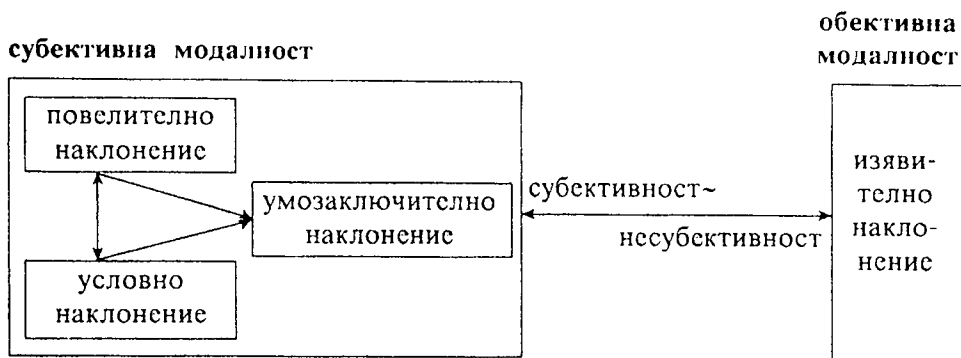 субективна модалност
обективна
модалност
повелително
наклонение
умозаключително
наклонение
условно
наклонение
субективност~
несубективност
изяви-
телно
накло-
нение